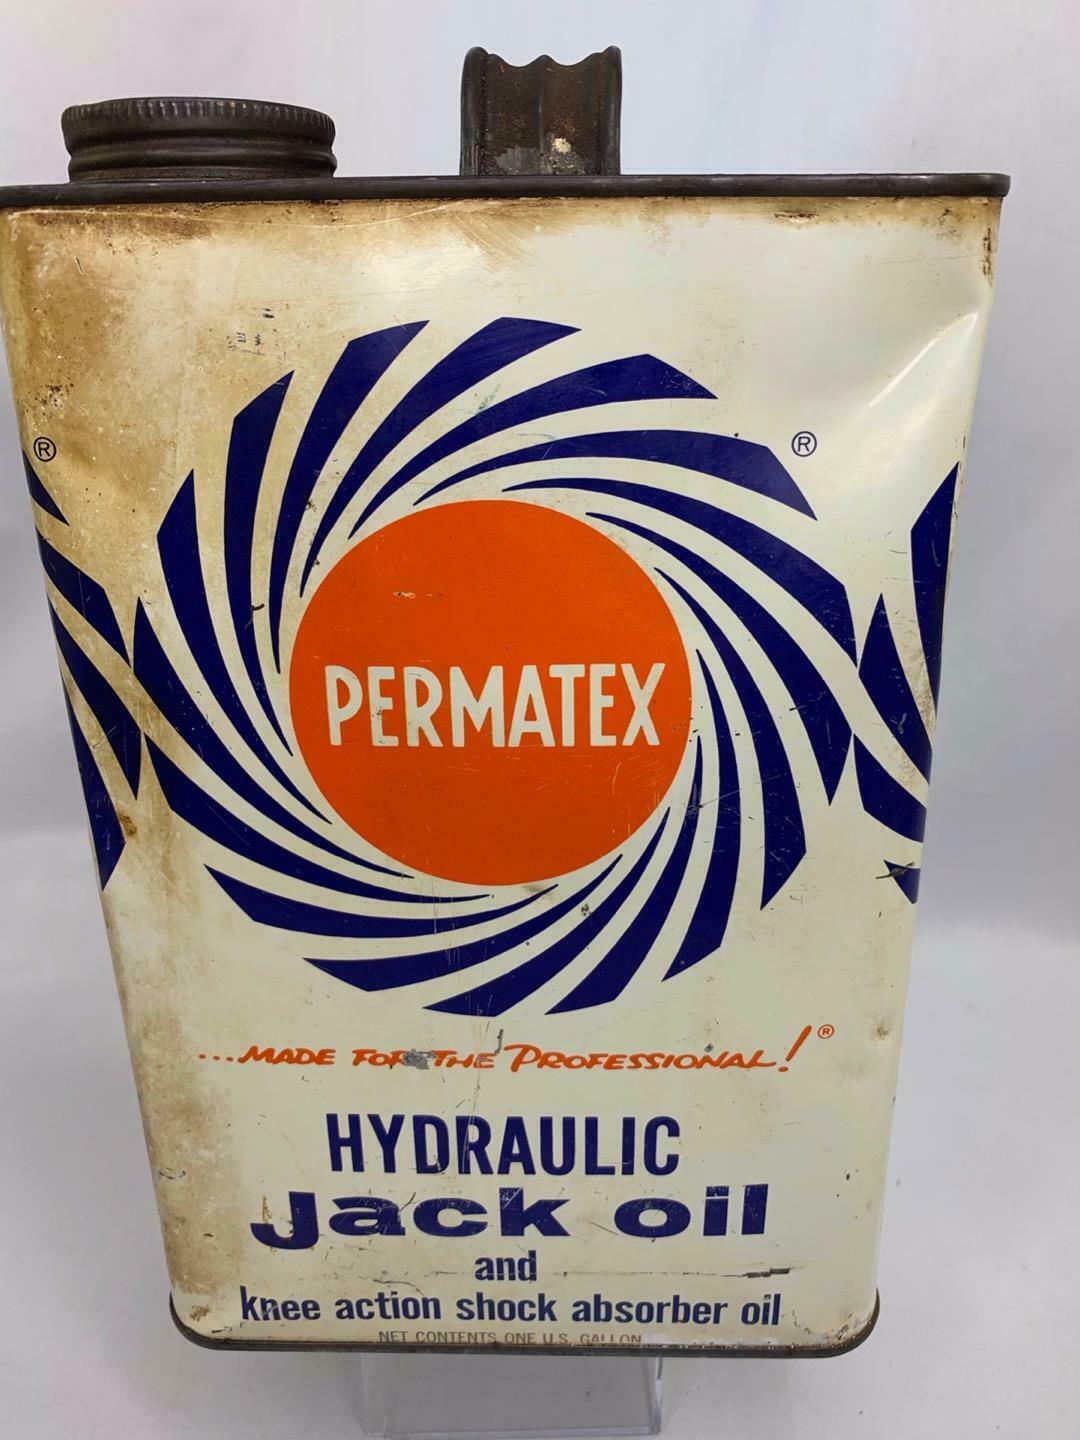 ®
®
PERMATEX
...MADE FOR THE PROFESSIONAL!®
HYDRAULIC
Jack oil
and
knee action shock absorber oil
NET CONTENTS ONE U.S. GALLON